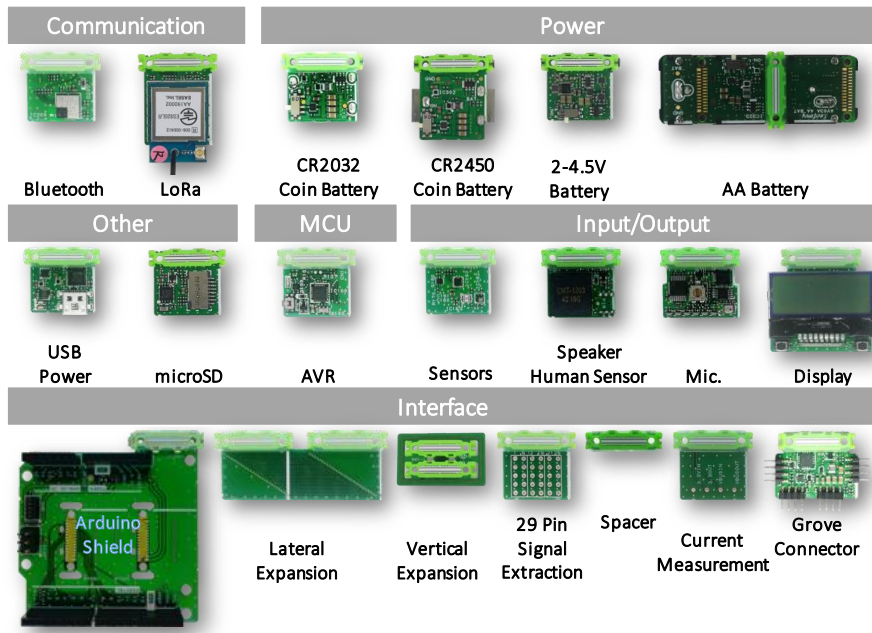 Communication
Power
Bluetooth
LoRa
CR2032
Coin Battery
CR2450
Coin Battery
2-4.5V
Battery
AA Battery
Other
MCU
Input/Output
USB
Power
microSD
AVR
Sensors
Speaker
Human Sensor
Mic.
Display
Interface
Arduino
Shield
Lateral
Expansion
Vertical
Expansion
29 Pin
Signal
Extraction
Spacer
Current
Measurement
Grove
Connector